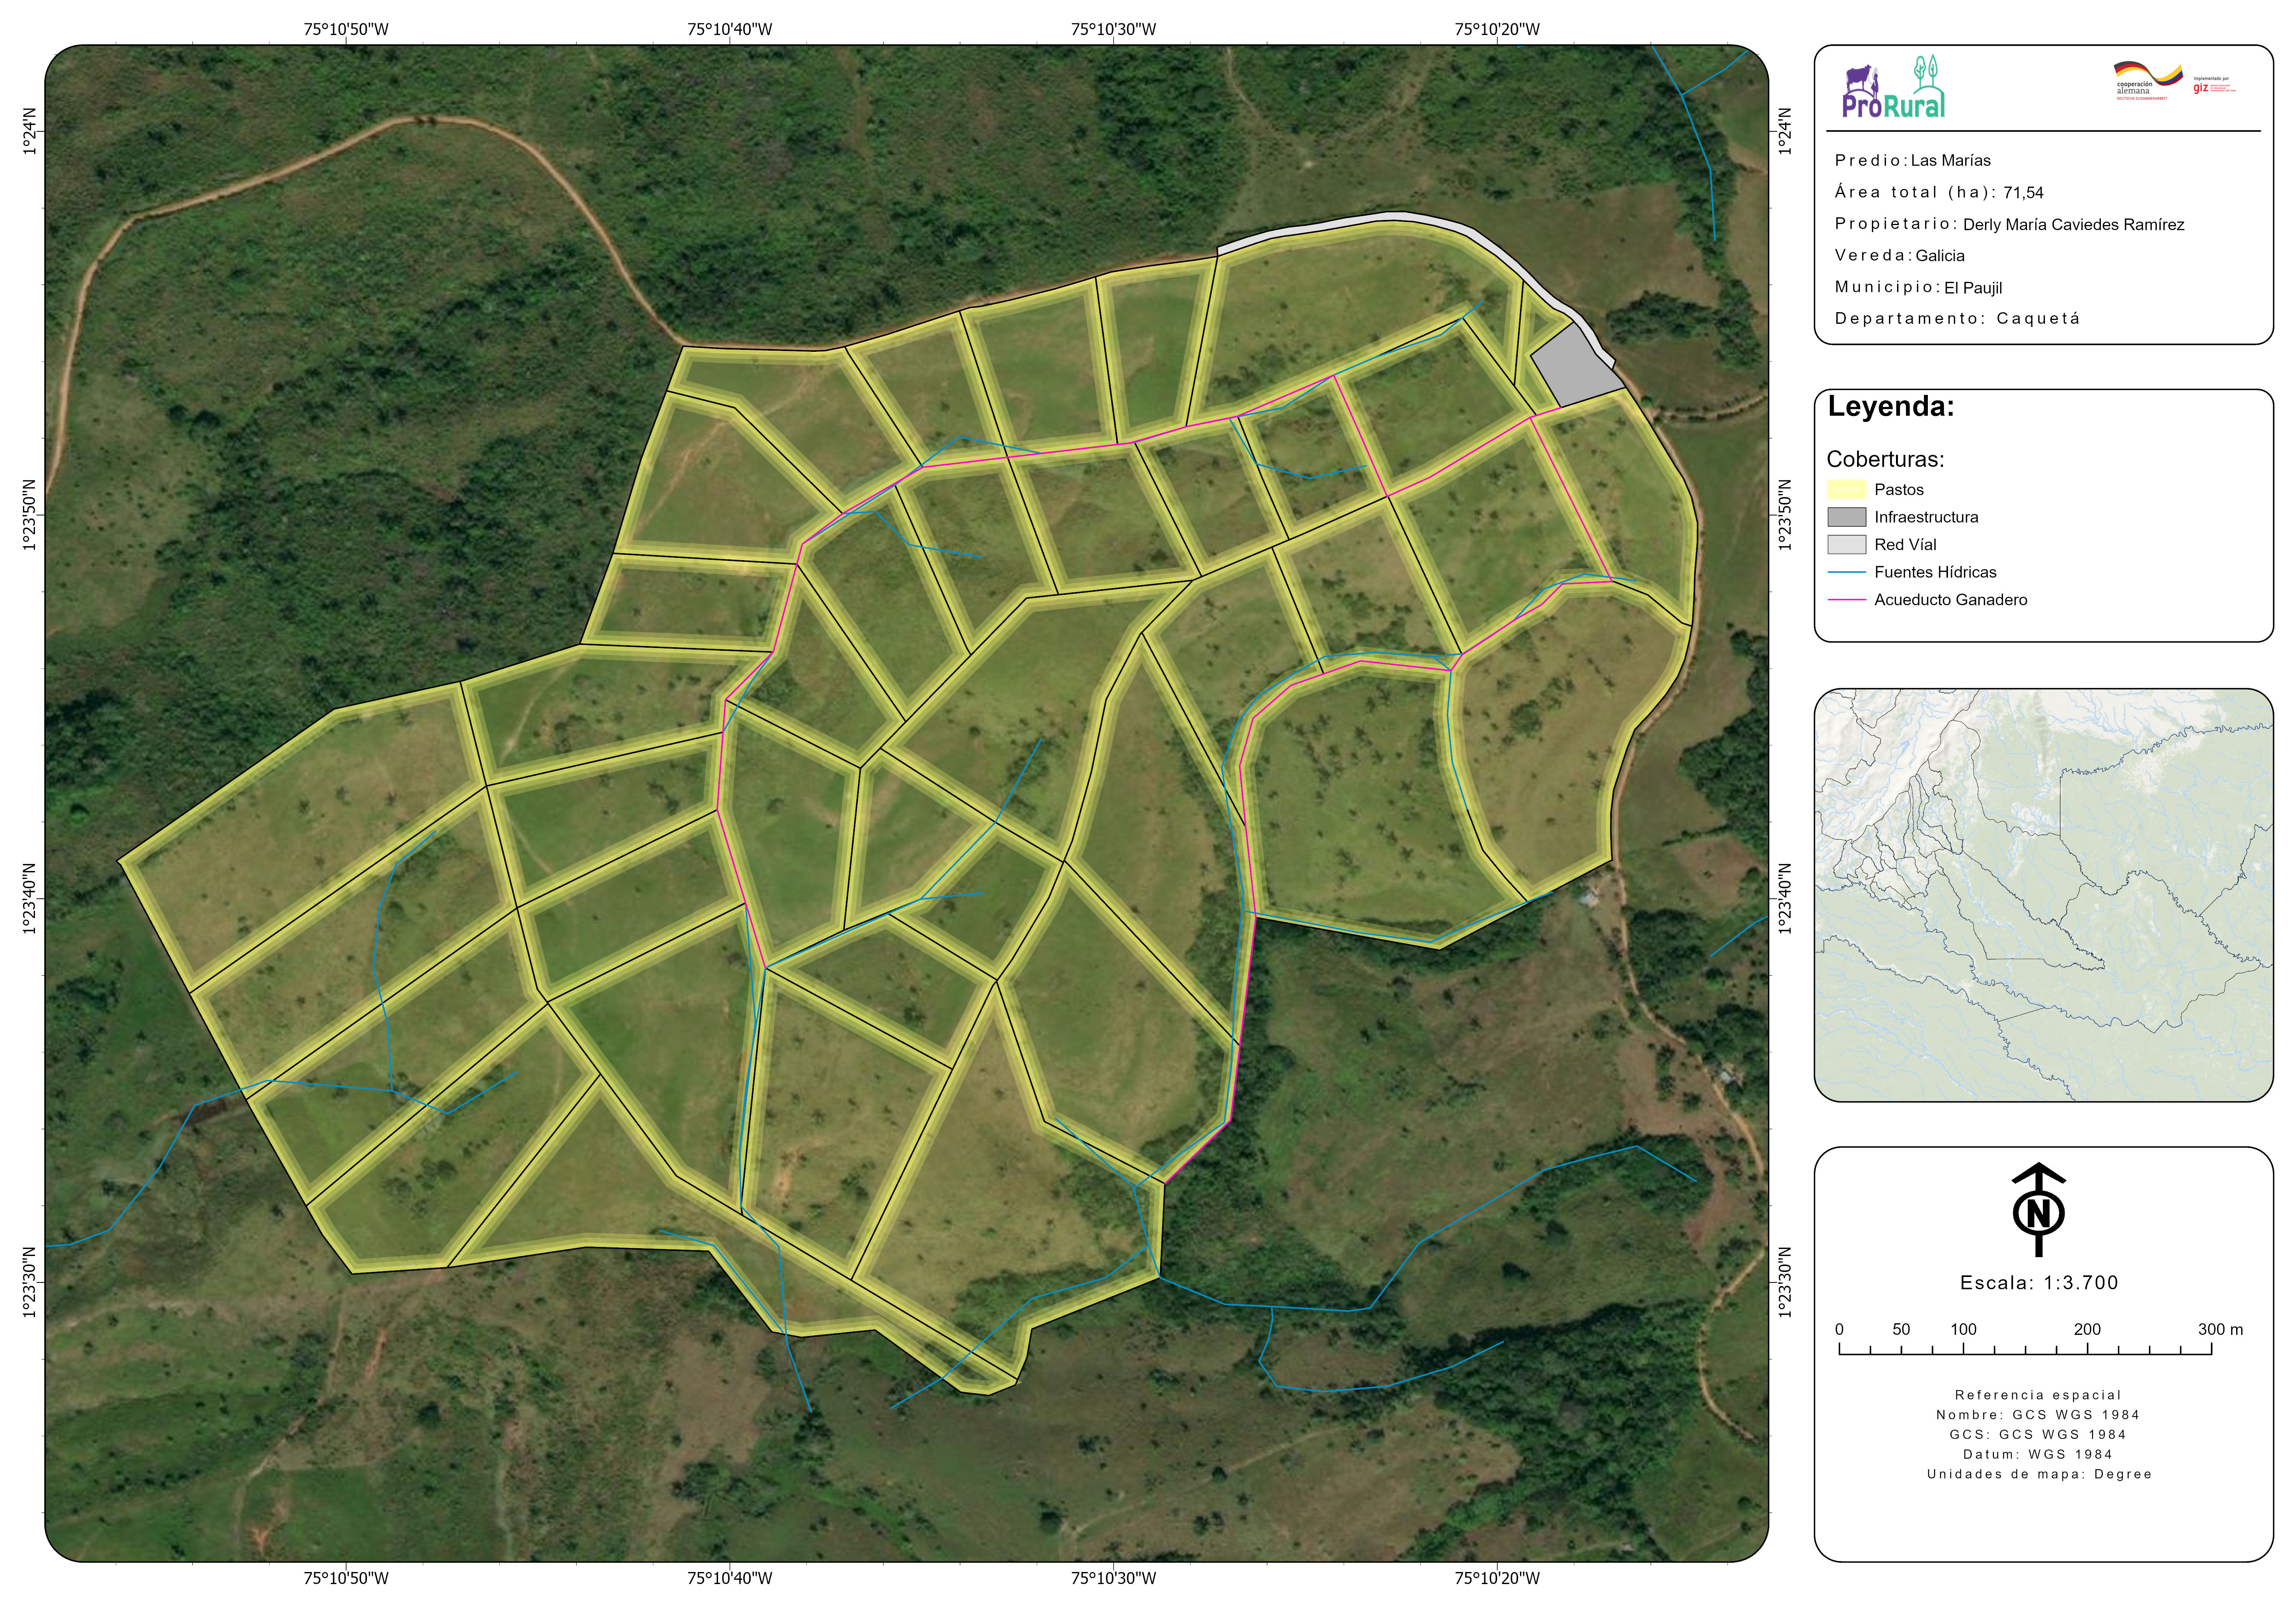 75°10'50"W
75°10'40"W
75°10'30"W
75°10'20"W
1°24'N
1°23'50"N
1°23'40"N
1°23'30"N
1°24'N
1°23'50"N
1°23'40"N
1°23'30"N
75°10'50"W
75°10'40"W
75°10'30"W
75°10'20"W
ProRural
cooperación
alemana
DEUTSCHE ZUSAMMENARBEIT
Implementada por
giz
Predio: Las Marías
Área total (ha): 71,54
Propietario: Derly María Caviedes Ramírez
Vereda: Galicia
Municipio: El Paujil
Departamento: Caquetá
Leyenda:
Coberturas:
Pastos
Infraestructura
Red Víal
Fuentes Hídricas
Acueducto Ganadero
N
Escala: 1:3.700
0 50 100 200 300 m
Referencia espacial
Nombre: GCS WGS 1984
GCS: GCS WGS 1984
Datum: WGS 1984
Unidades de mapa: Degree